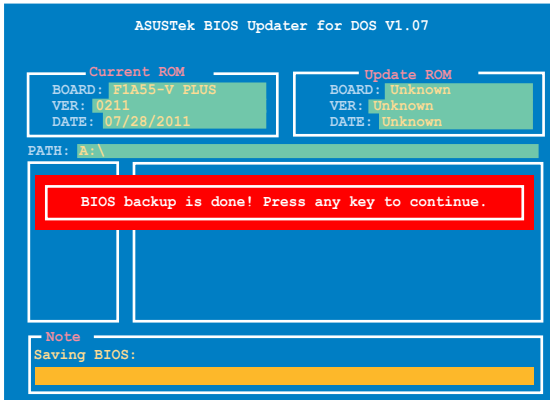 ASUSTek BIOS Updater for DOS V1.07
Current ROM
BOARD: F1A55-V PLUS
VER: 0211
DATE: 07/28/2011
Update ROM
BOARD: Unknown
VER: Unknown
DATE: Unknown
PATH: A:\
BIOS backup is done! Press any key to continue.
Note
Saving BIOS: